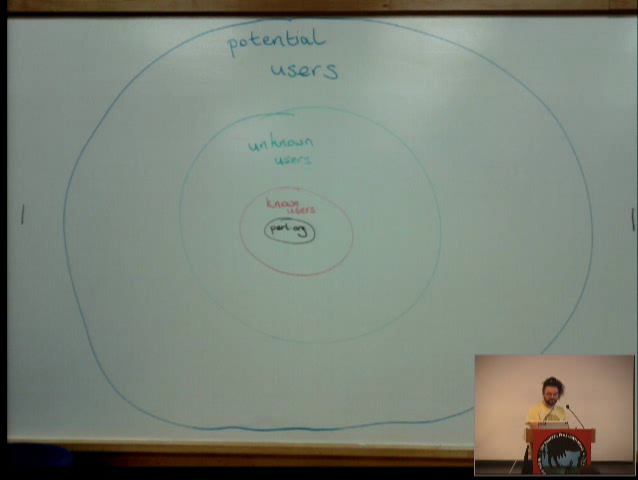 potential
users
unknown
users
known
users
perl.org